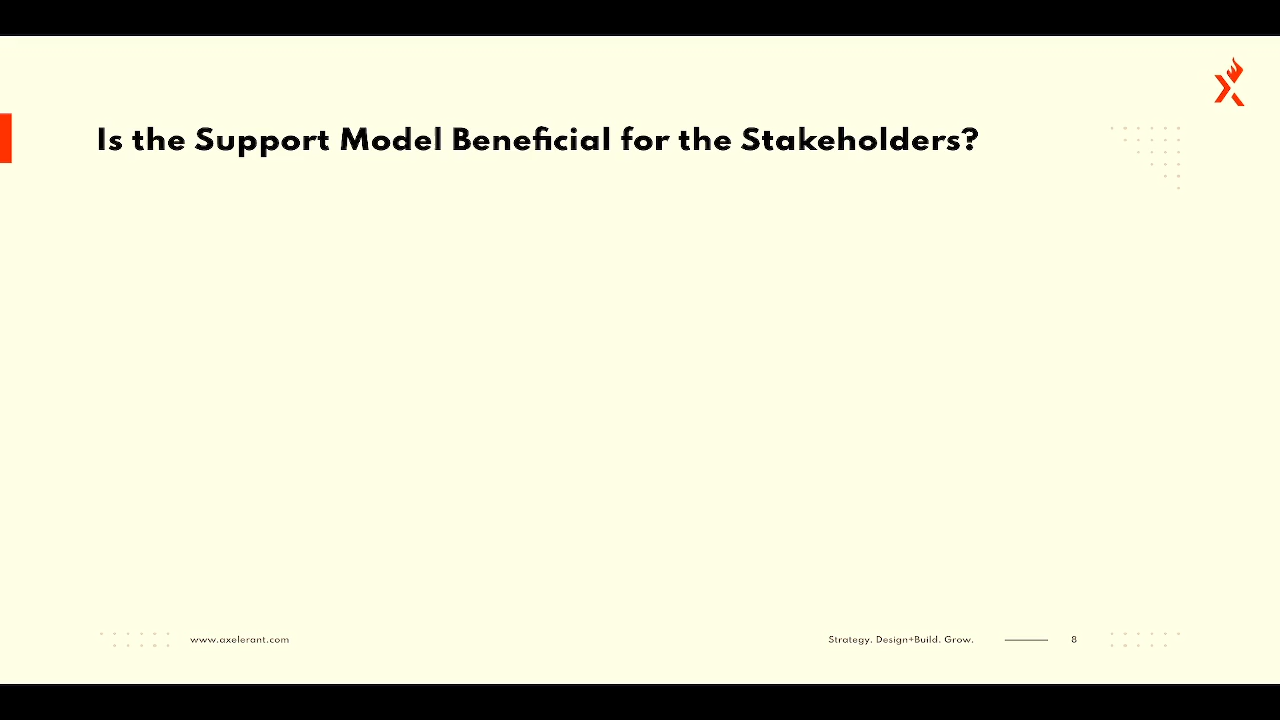 Is the Support Model Beneficial for the Stakeholders?
www.axelerant.com
Strategy. Design+Build. Grow.
8